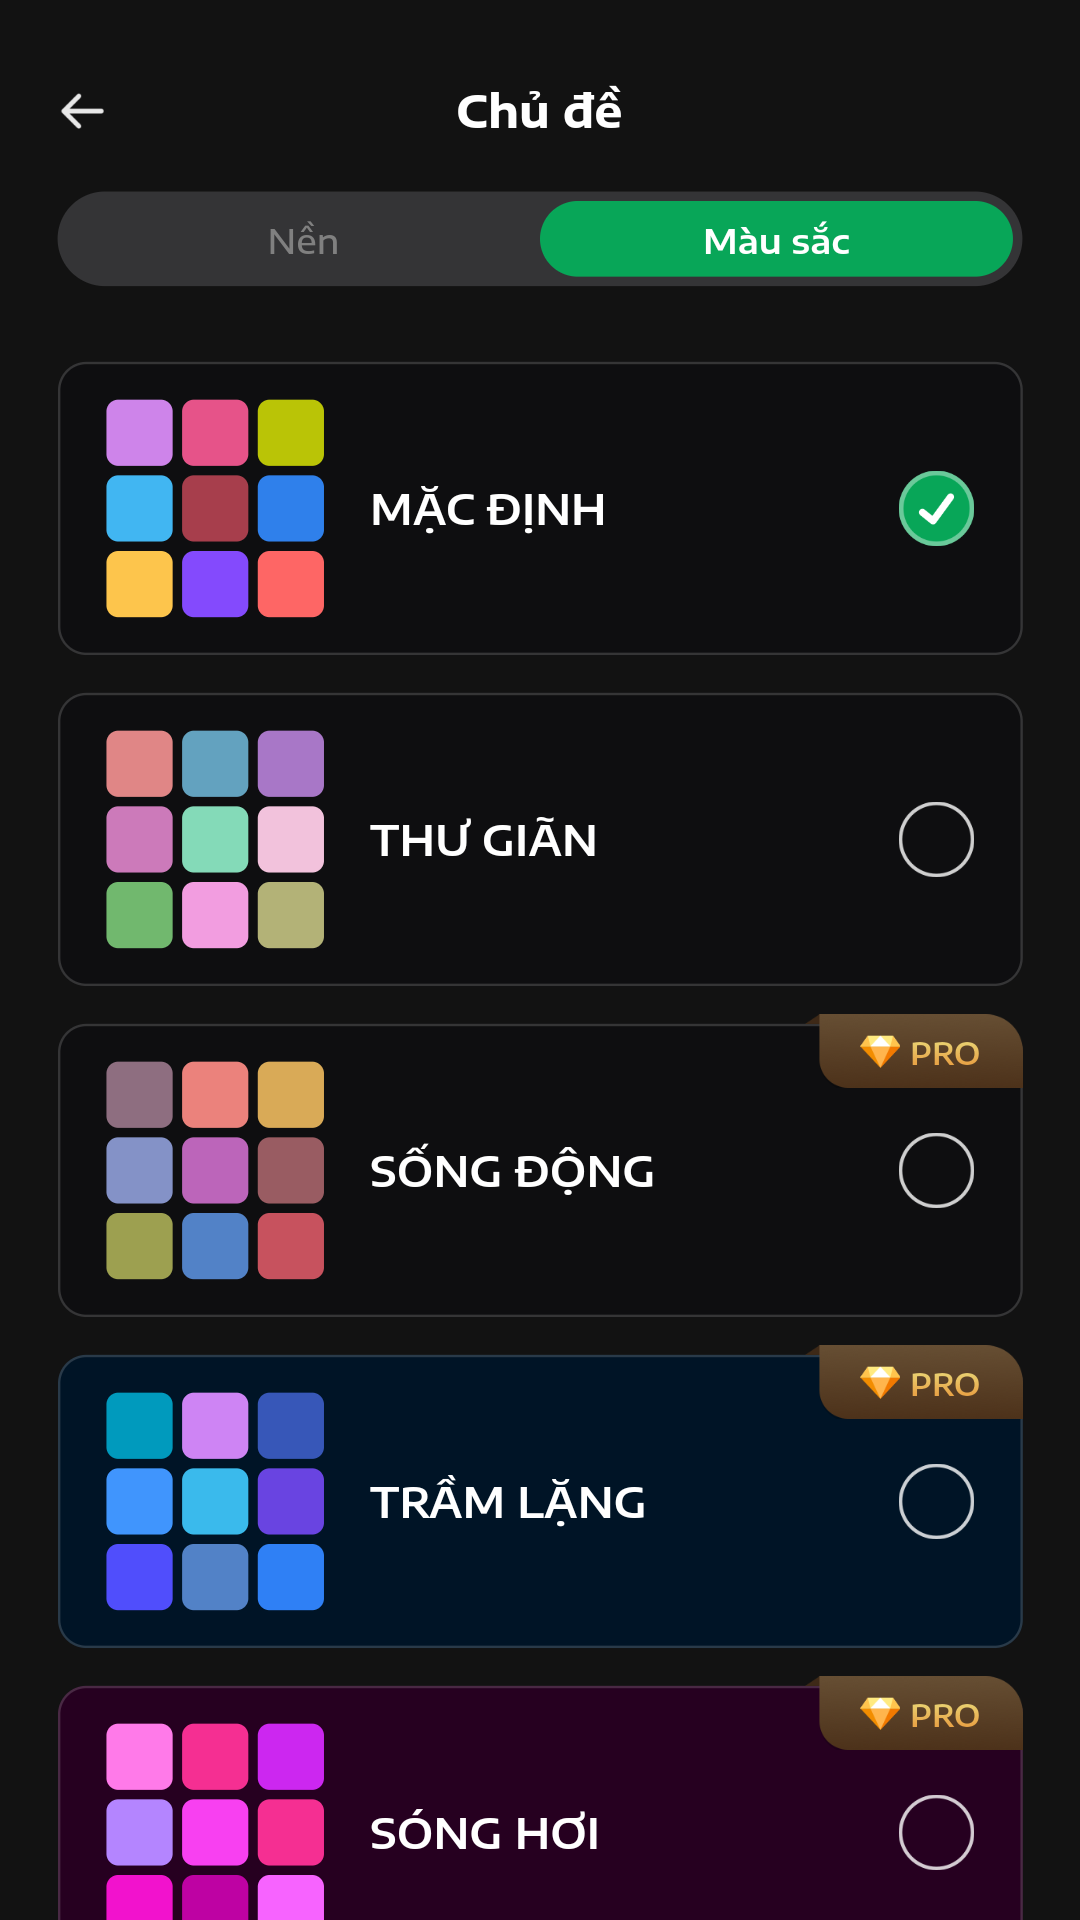 Chủ đề
Nền
Màu sắc
MẶC ĐỊNH
THƯ GIÃN
PRO
SỐNG ĐỘNG
PRO
TRẦM LẶNG
PRO
SÓNG HƠI